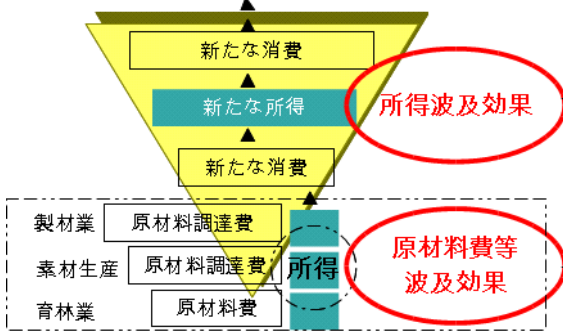 新たな消費
新たな所得
所得波及効果
新たな消費
製材業
原材料調達費
原材料費等
波及効果
素材生産
原材料調達費
所得
育林業
原材料費